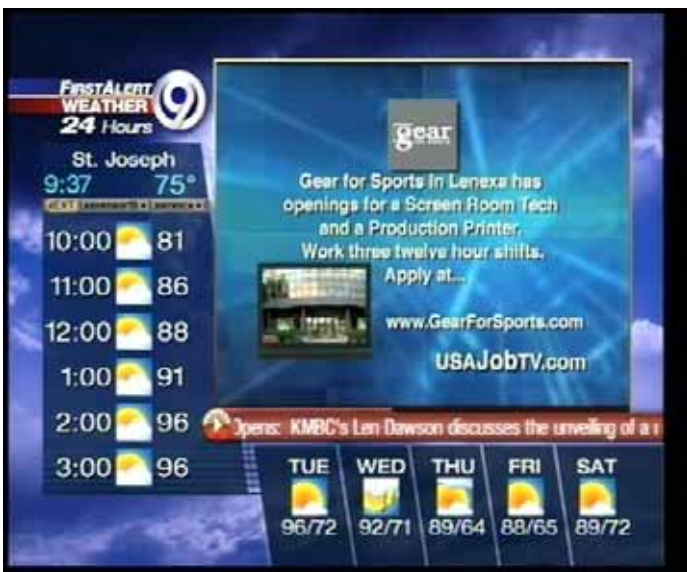 FIRSTALERT
WEATHER 9
24 Hours
St. Joseph
9:37 75°
NEXT Leavenworth • Lawrence •
10:00 81
11:00 86
12:00 88
1:00 91
2:00 96
3:00 96
gear
Gear for Sports in Lenexa has
openings for a Screen Room Tech
and a Production Printer.
Work three twelve hour shifts.
Apply at...
www.GearForSports.com
USAJobTV.com
Opens: KMBC's Len Dawson discusses the unveiling of a
TUE WED THU FRI SAT
96/72 92/71 89/64 88/65 89/72